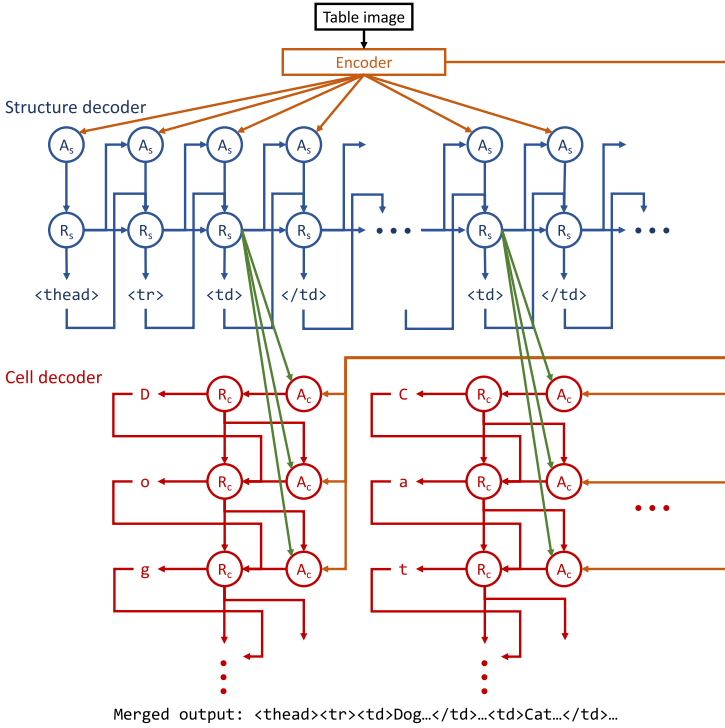 Table image
Encoder
Structure decoder
As As As As As As
Rs Rs Rs Rs ... Rs Rs ...
<thead> <tr> <td> </td> <td> </td>
Cell decoder
D Rc Ac C Rc Ac
o Rc Ac a Rc Ac
...
g Rc Ac t Rc Ac
Merged output: <thead><tr><td>Dog…</td>…<td>Cat…</td>…